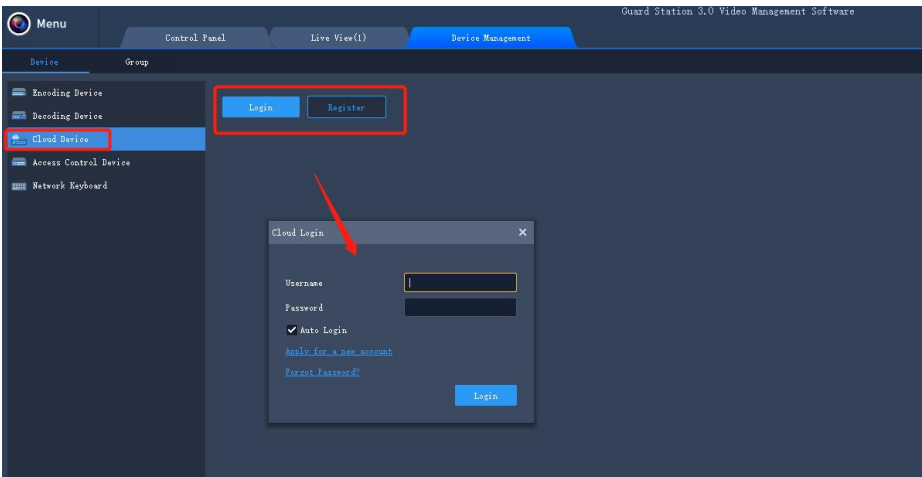 Guard Station 3.0 Video Management Software
Menu
Control Panel
Live View(1)
Device Management
Device
Group
Encoding Device
Decoding Device
Cloud Device
Access Control Device
Network Keyboard
Login
Register
Cloud Login
Username
Password
Auto Login
Apply for a new account
Forgot Password?
Login